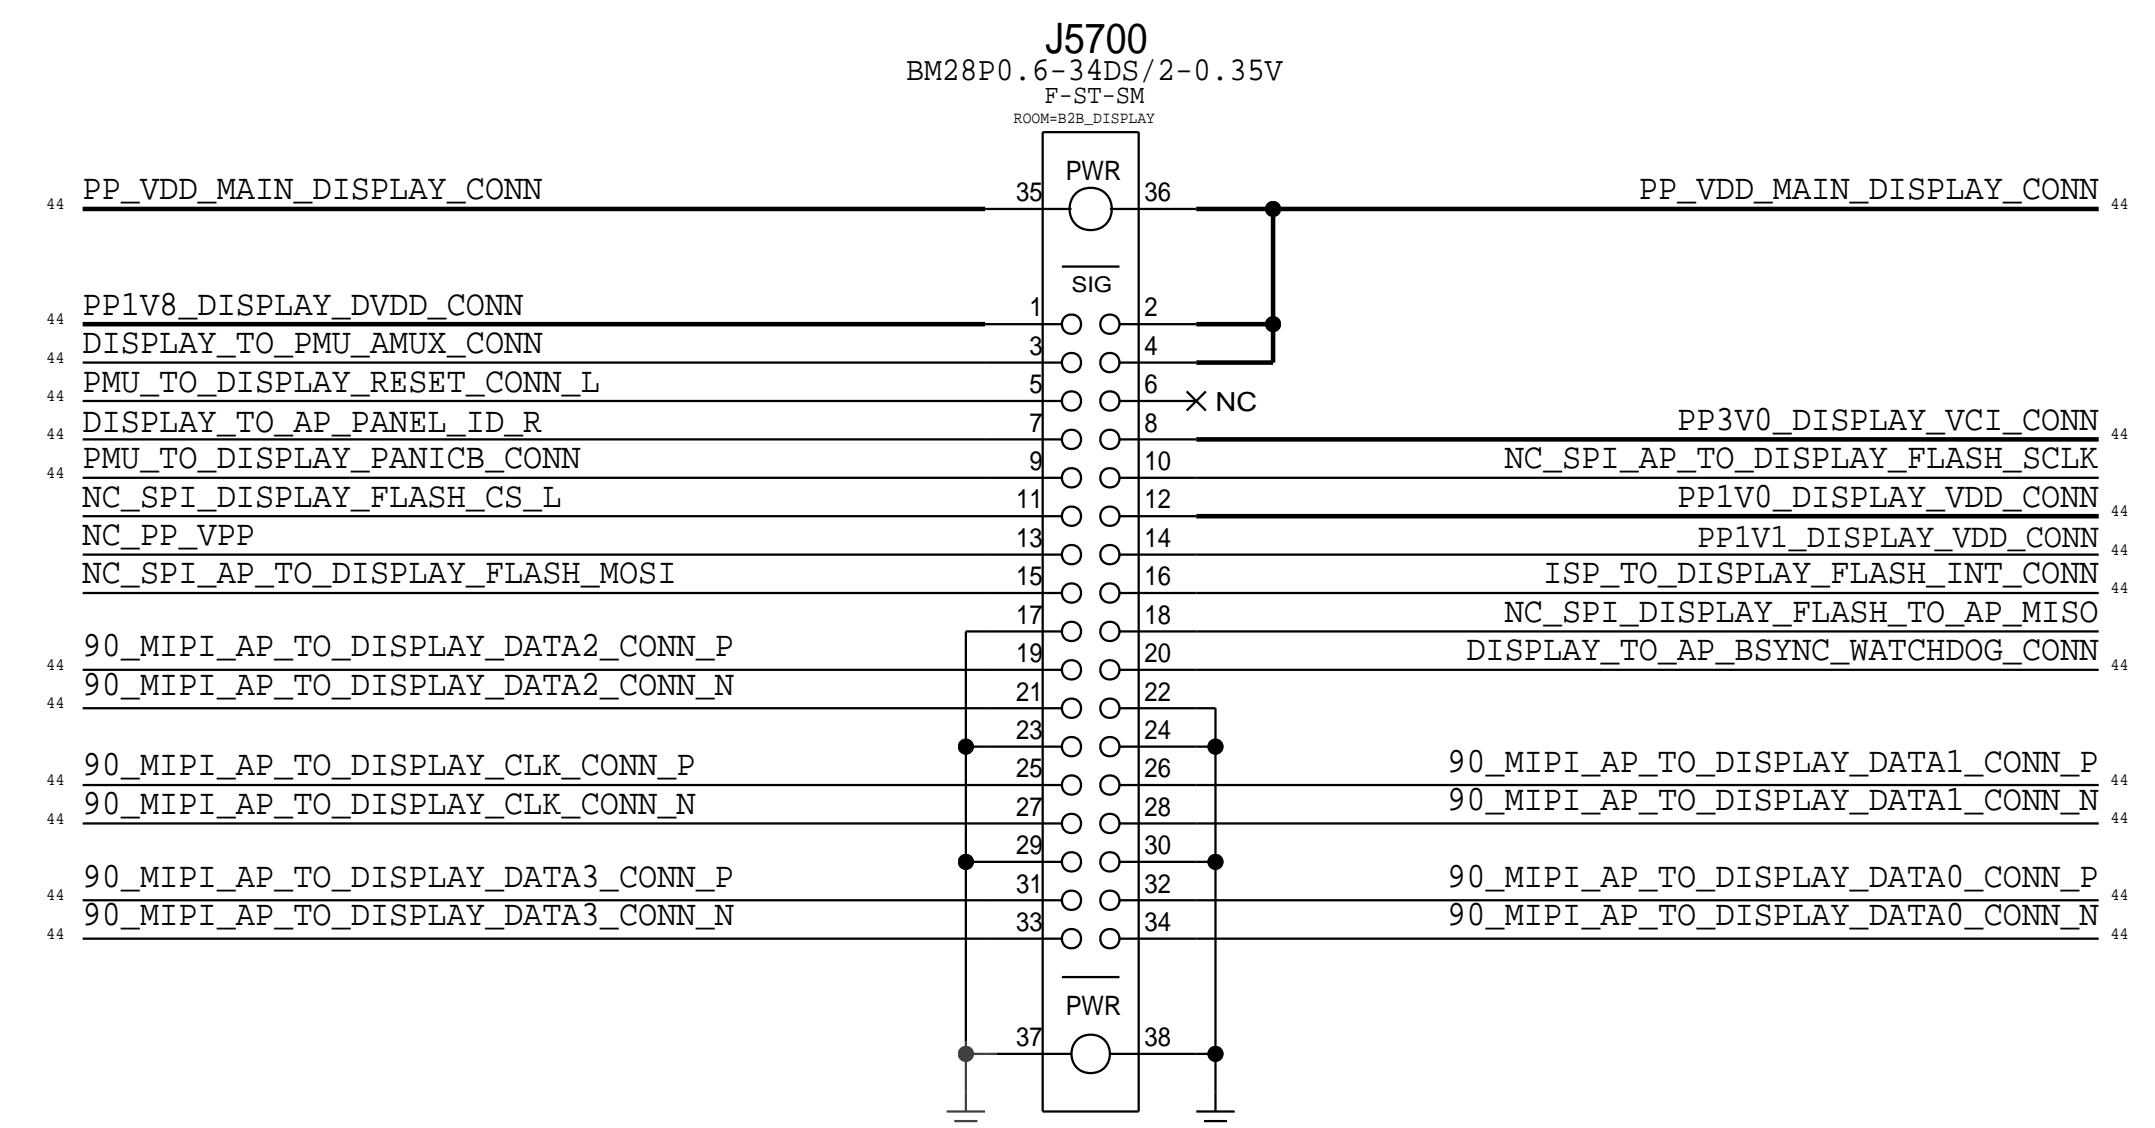 J5700
BM28P0.6-34DS/2-0.35V
F-ST-SM
ROOM=B2B_DISPLAY
PWR
44 PP_VDD_MAIN_DISPLAY_CONN 35 36 PP_VDD_MAIN_DISPLAY_CONN 44
SIG
44 PP1V8_DISPLAY_DVDD_CONN 1 2
44 DISPLAY_TO_PMU_AMUX_CONN 3 4
44 PMU_TO_DISPLAY_RESET_CONN_L 5 6 NC
44 DISPLAY_TO_AP_PANEL_ID_R 7 8 PP3V0_DISPLAY_VCI_CONN 44
44 PMU_TO_DISPLAY_PANICB_CONN 9 10 NC_SPI_AP_TO_DISPLAY_FLASH_SCLK
NC_SPI_DISPLAY_FLASH_CS_L 11 12 PP1V0_DISPLAY_VDD_CONN 44
NC_PP_VPP 13 14 PP1V1_DISPLAY_VDD_CONN 44
NC_SPI_AP_TO_DISPLAY_FLASH_MOSI 15 16 ISP_TO_DISPLAY_FLASH_INT_CONN 44
17 18 NC_SPI_DISPLAY_FLASH_TO_AP_MISO
44 90_MIPI_AP_TO_DISPLAY_DATA2_CONN_P 19 20 DISPLAY_TO_AP_BSYNC_WATCHDOG_CONN 44
44 90_MIPI_AP_TO_DISPLAY_DATA2_CONN_N 21 22
23 24
44 90_MIPI_AP_TO_DISPLAY_CLK_CONN_P 25 26 90_MIPI_AP_TO_DISPLAY_DATA1_CONN_P 44
44 90_MIPI_AP_TO_DISPLAY_CLK_CONN_N 27 28 90_MIPI_AP_TO_DISPLAY_DATA1_CONN_N 44
29 30
44 90_MIPI_AP_TO_DISPLAY_DATA3_CONN_P 31 32 90_MIPI_AP_TO_DISPLAY_DATA0_CONN_P 44
44 90_MIPI_AP_TO_DISPLAY_DATA3_CONN_N 33 34 90_MIPI_AP_TO_DISPLAY_DATA0_CONN_N 44
PWR
37 38